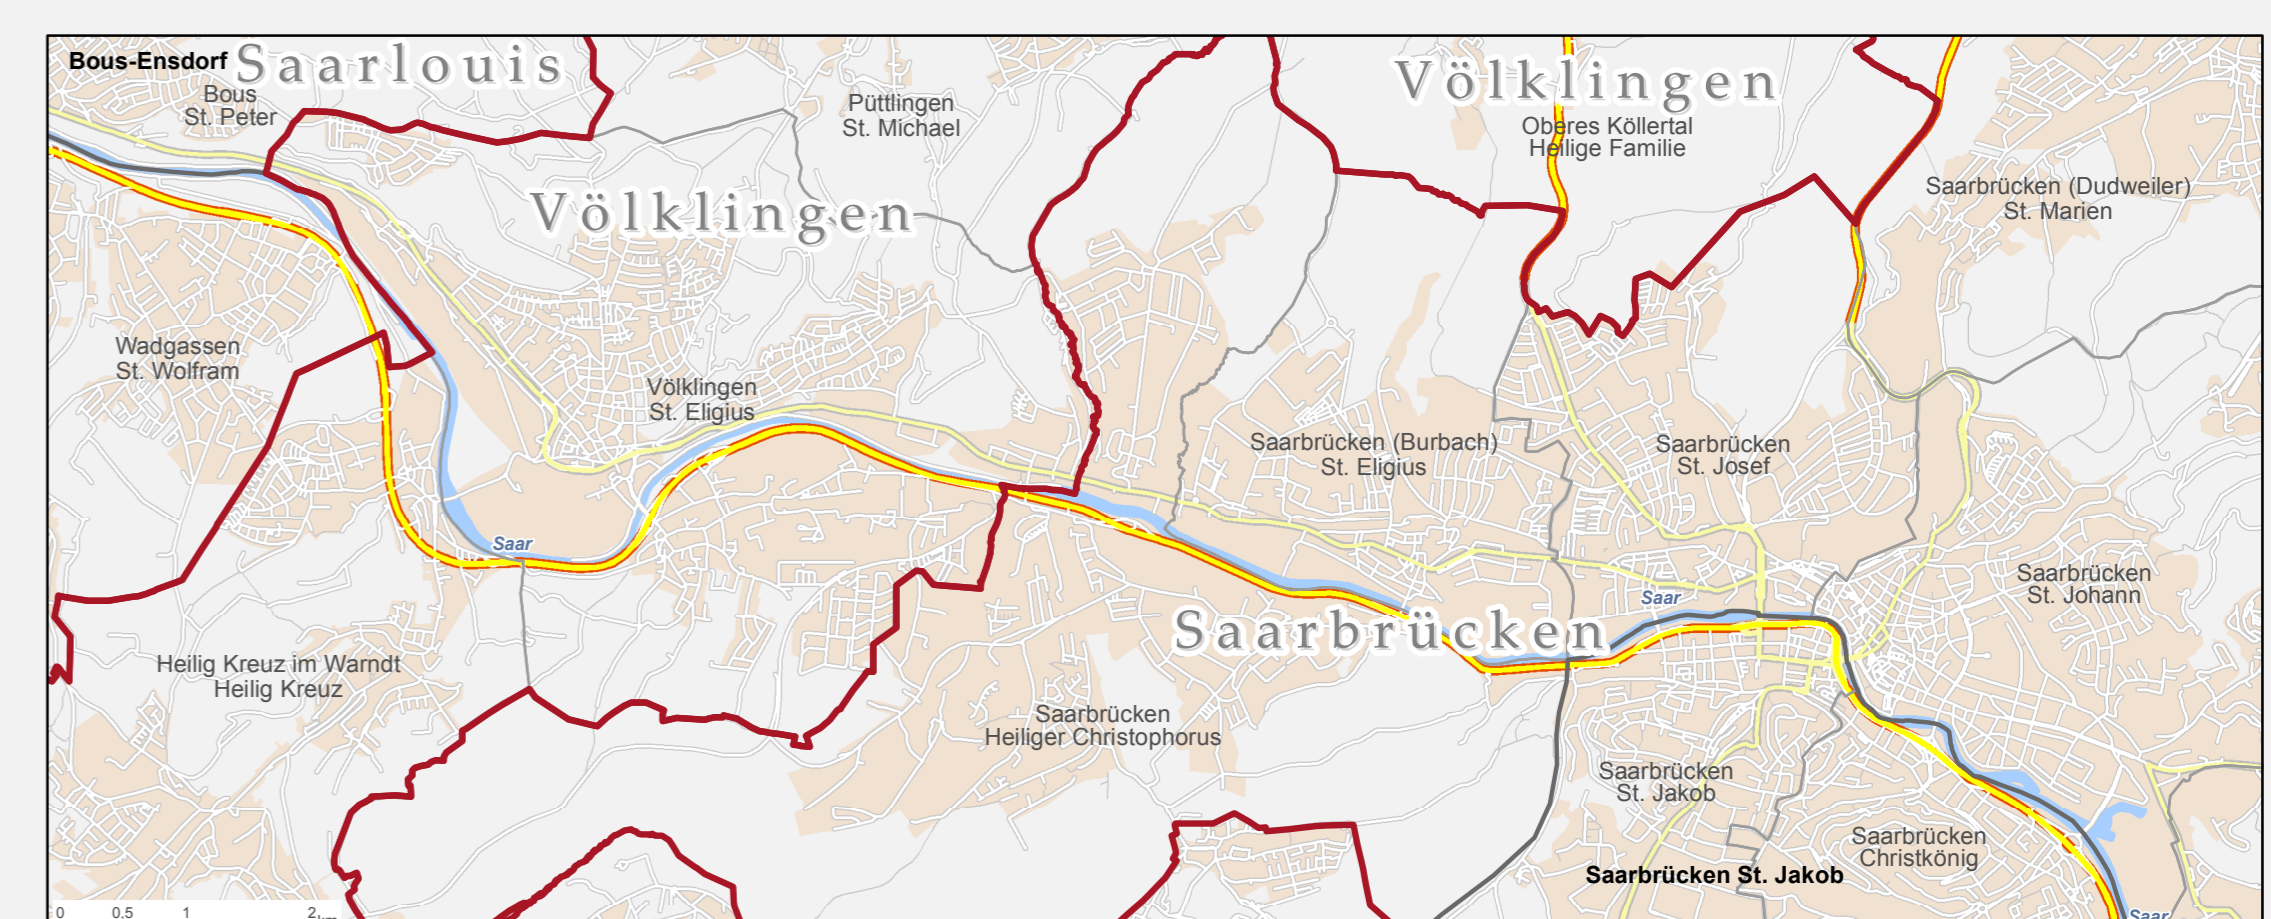 Bous-Ensdorf
Saarlouis
Bous
St. Peter
Püttlingen
St. Michael
Völklingen
Oberes Köllertal
Heilige Familie
Völklingen
Saarbrücken (Dudweiler)
St. Marien
Wadgassen
St. Wolfram
Völklingen
St. Eligius
Saarbrücken (Burbach)
St. Eligius
Saarbrücken
St. Josef
Saar
Saarbrücken
St. Johann
Saar
Saarbrücken
Heilig Kreuz im Warndt
Heilig Kreuz
Saarbrücken
Heiliger Christophorus
Saarbrücken
St. Jakob
Saarbrücken
Christkönig
Saarbrücken St. Jakob
0 0.5 1 2 km
Saar